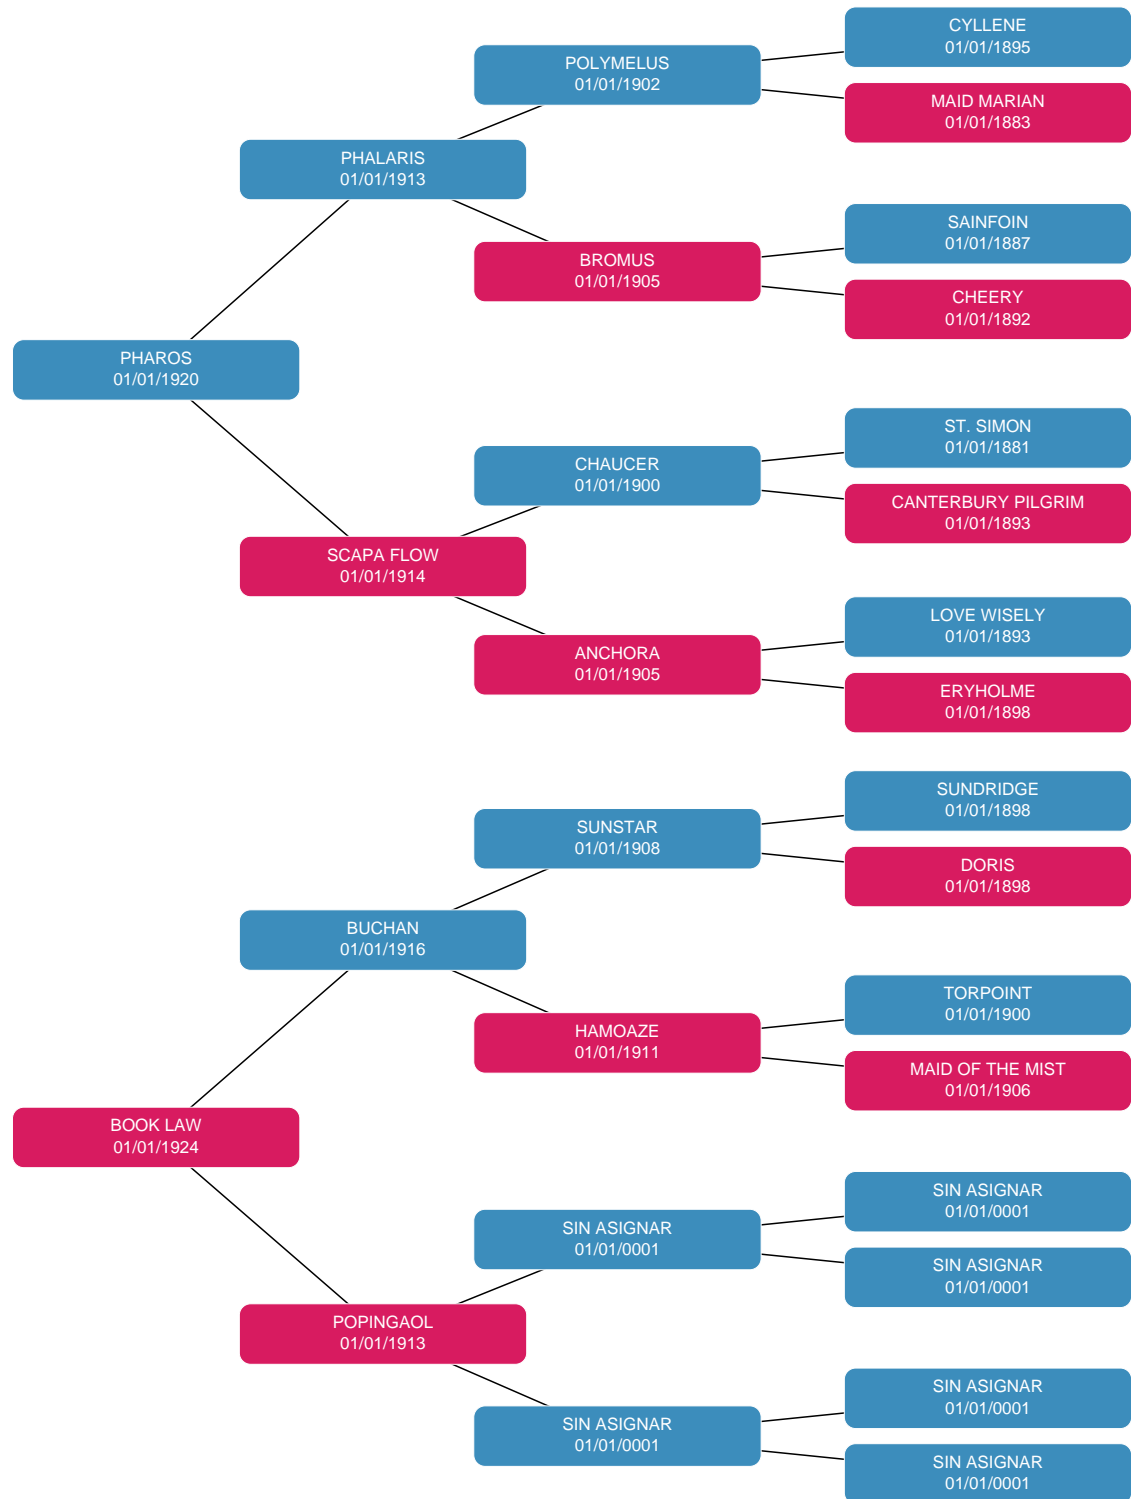 CYLLENE
01/01/1895
POLYMELUS
01/01/1902
MAID MARIAN
01/01/1883
PHALARIS
01/01/1913
SAINFOIN
01/01/1887
BROMUS
01/01/1905
CHEERY
01/01/1892
PHAROS
01/01/1920
ST. SIMON
01/01/1881
CHAUCER
01/01/1900
CANTERBURY PILGRIM
01/01/1893
SCAPA FLOW
01/01/1914
LOVE WISELY
01/01/1893
ANCHORA
01/01/1905
ERYHOLME
01/01/1898
SUNDRIDGE
01/01/1898
SUNSTAR
01/01/1908
DORIS
01/01/1898
BUCHAN
01/01/1916
TORPOINT
01/01/1900
HAMOAZE
01/01/1911
MAID OF THE MIST
01/01/1906
BOOK LAW
01/01/1924
SIN ASIGNAR
01/01/0001
SIN ASIGNAR
01/01/0001
SIN ASIGNAR
01/01/0001
POPINGAOL
01/01/1913
SIN ASIGNAR
01/01/0001
SIN ASIGNAR
01/01/0001
SIN ASIGNAR
01/01/0001